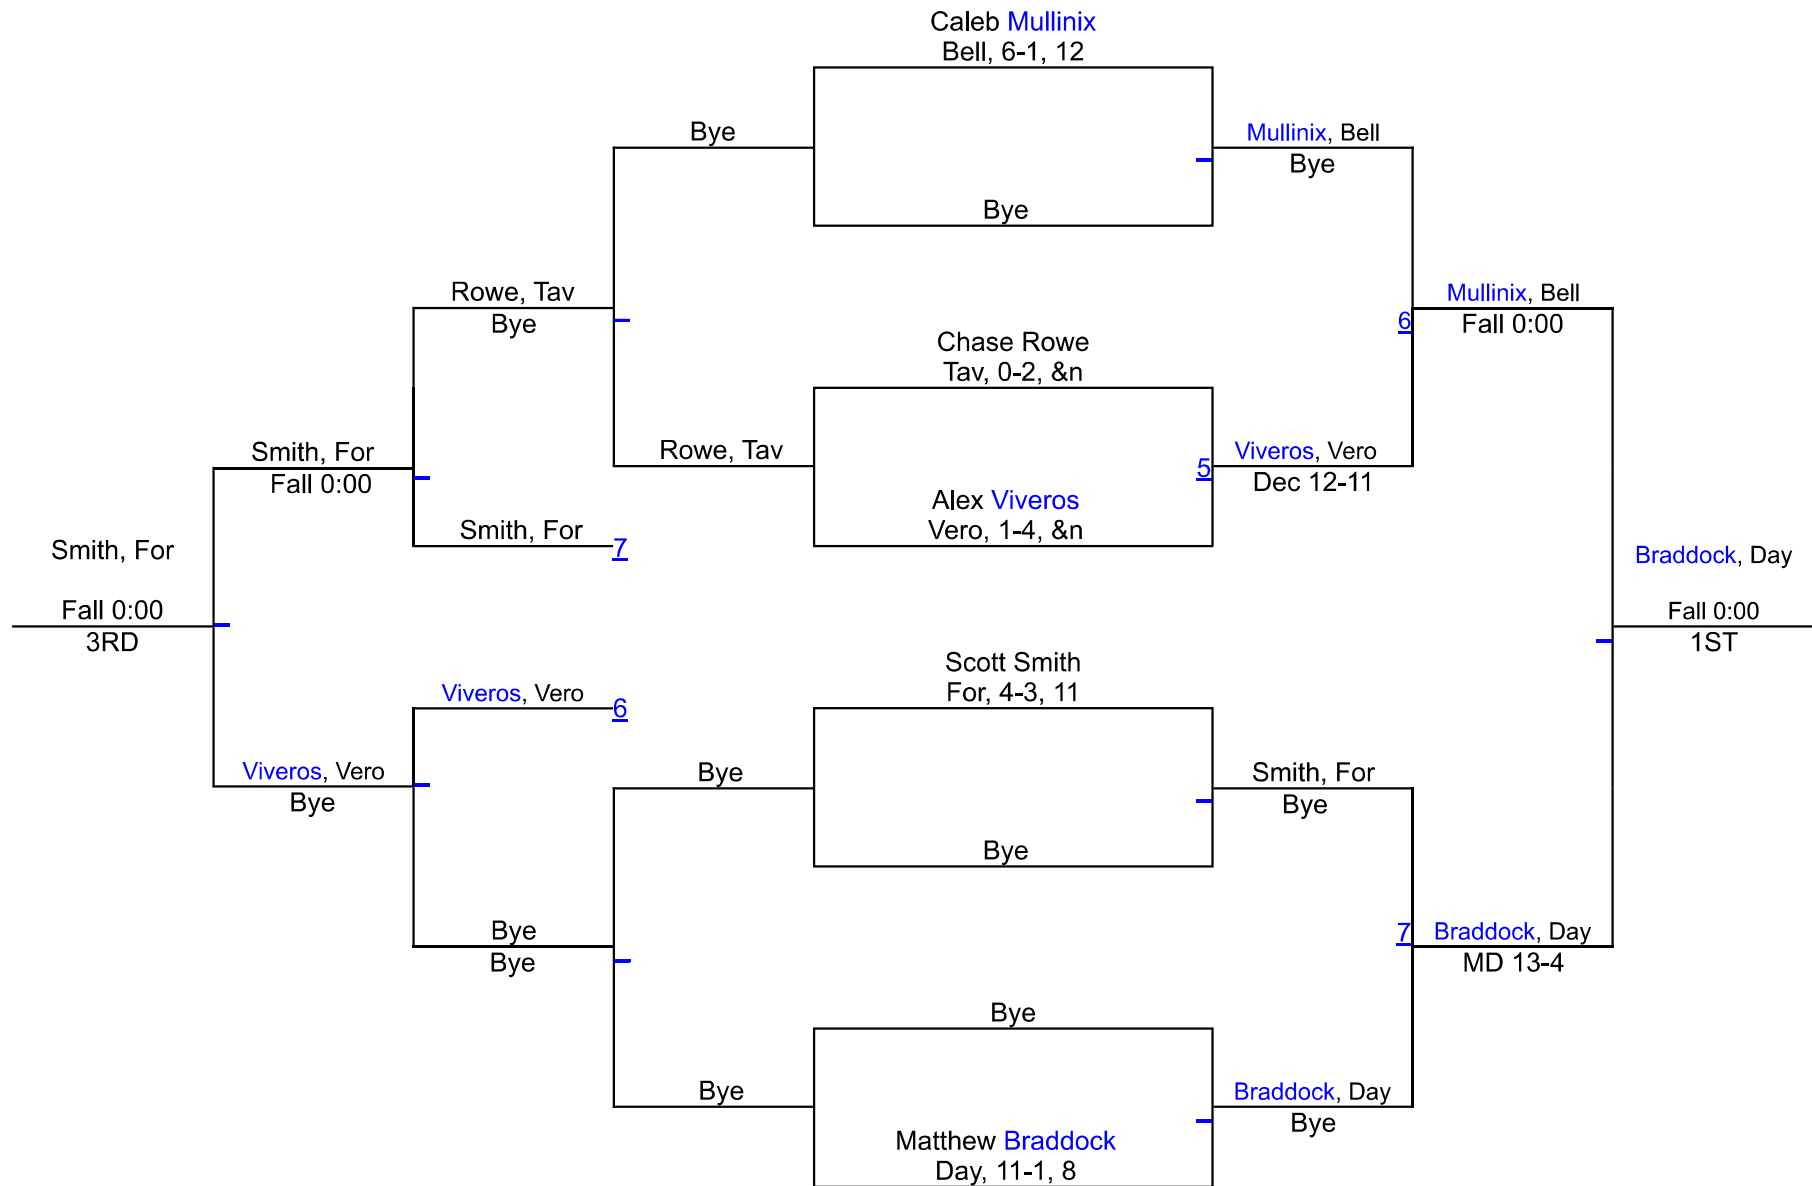 Caleb Mullinix
Bell, 6-1, 12
Bye
Mullinix, Bell
Bye
Bye
Rowe, Tav
Bye
Mullinix, Bell
6
Fall 0:00
Chase Rowe
Tav, 0-2, &n
Smith, For
Fall 0:00
Rowe, Tav
5
Viveros, Vero
Dec 12-11
Alex Viveros
Vero, 1-4, &n
Smith, For
7
Smith, For
Fall 0:00
3RD
Braddock, Day
Fall 0:00
1ST
Scott Smith
For, 4-3, 11
Viveros, Vero
6
Viveros, Vero
Bye
Bye
Smith, For
Bye
Bye
Bye
Bye
7
Braddock, Day
MD 13-4
Bye
Bye
Braddock, Day
Bye
Matthew Braddock
Day, 11-1, 8